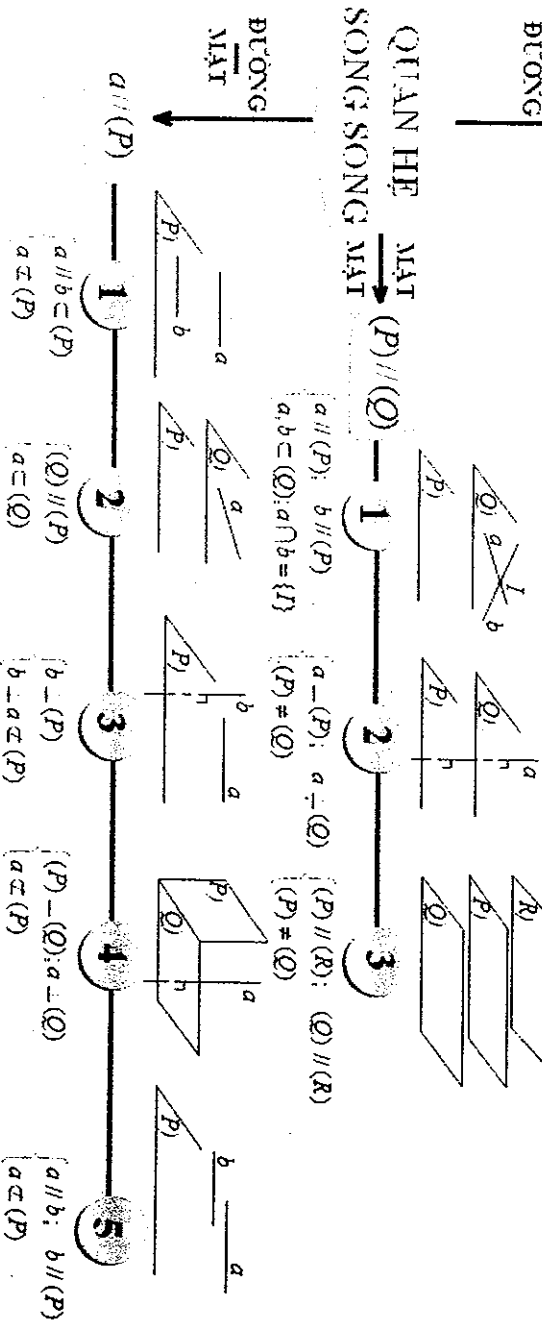 ĐƯỜNG
QUAN HỆ
SONG SONG
MẶT
MẶT
(P) // (Q)
Q)
a
I
b
P)
1
a // (P); b // (P)
a, b ⊂ (Q); a ∩ b = {I}
a
Q)
P)
2
a ⊥ (P); a ⊥ (Q)
(P) ≠ (Q)
R)
P)
Q)
3
(P) // (R); (Q) // (R)
(P) ≠ (Q)
ĐƯỜNG
MẶT
a // (P)
a
b
P)
1
a // b ⊂ (P)
a ⊄ (P)
Q)
a
P)
2
(Q) // (P)
a ⊂ (Q)
b
a
P)
3
b ⊥ (P)
b ⊥ a ⊄ (P)
P)
Q)
a
4
(P) ⊥ (Q); a ⊥ (Q)
a ⊄ (P)
b
a
P)
5
a // b; b // (P)
a ⊄ (P)